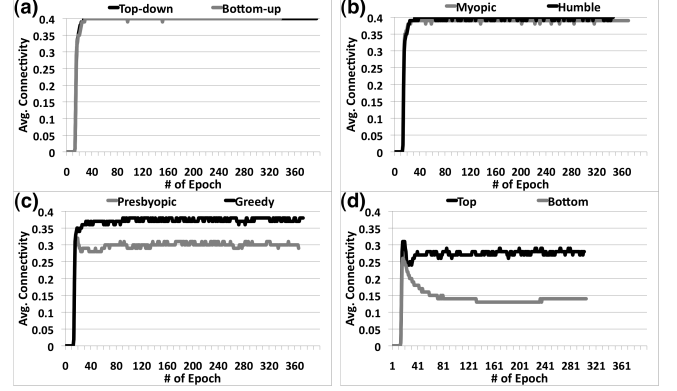 (a)
Top-down Bottom-up
Avg. Connectivity
0.4
0.35
0.3
0.25
0.2
0.15
0.1
0.05
0
0 40 80 120 160 200 240 280 320 360
# of Epoch
(b)
Myopic Humble
Avg. Connectivity
0.4
0.35
0.3
0.25
0.2
0.15
0.1
0.05
0
0 40 80 120 160 200 240 280 320 360
# of Epoch
(c)
Presbyopic Greedy
Avg. Connectivity
0.4
0.35
0.3
0.25
0.2
0.15
0.1
0.05
0
0 40 80 120 160 200 240 280 320 360
# of Epoch
(d)
Top Bottom
Avg. Connectivity
0.4
0.35
0.3
0.25
0.2
0.15
0.1
0.05
0
1 41 81 121 161 201 241 281 321 361
# of Epoch